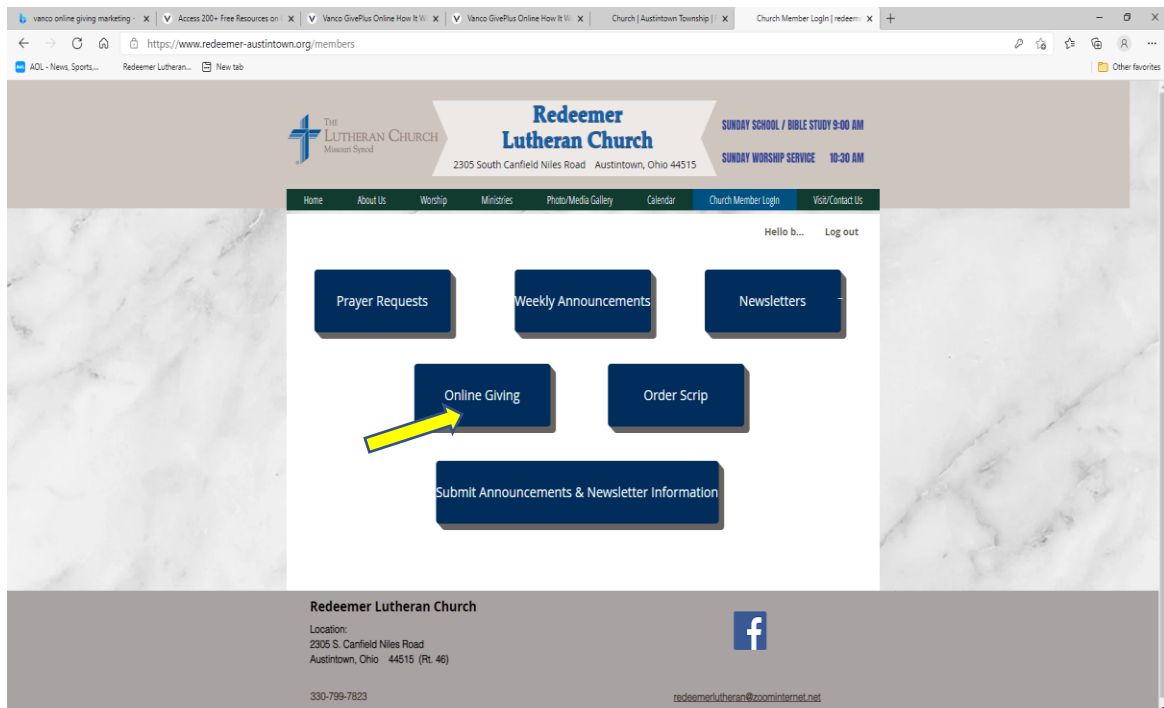 vanco online giving marketing -
Access 200+ Free Resources on
Vanco GivePlus Online How It W
Vanco GivePlus Online How It W
Church | Austintown Township |
Church Member LogIn | redeem
https://www.redeemer-austintown.org/members
AOL - News, Sports,...
Redeemer Lutheran...
New tab
Other favorites
THE
LUTHERAN CHURCH
Missouri Synod
Redeemer
Lutheran Church
2305 South Canfield Niles Road Austintown, Ohio 44515
SUNDAY SCHOOL / BIBLE STUDY 9:00 AM
SUNDAY WORSHIP SERVICE 10:30 AM
Home About Us Worship Ministries Photo/Media Gallery Calendar Church Member LogIn Visit/Contact Us
Hello b... Log out
Prayer Requests
Weekly Announcements
Newsletters
Online Giving
Order Scrip
Submit Announcements & Newsletter Information
Redeemer Lutheran Church
Location:
2305 S. Canfield Niles Road
Austintown, Ohio 44515 (Rt. 46)
330-799-7823
redeemerlutheran@zoominternet.net